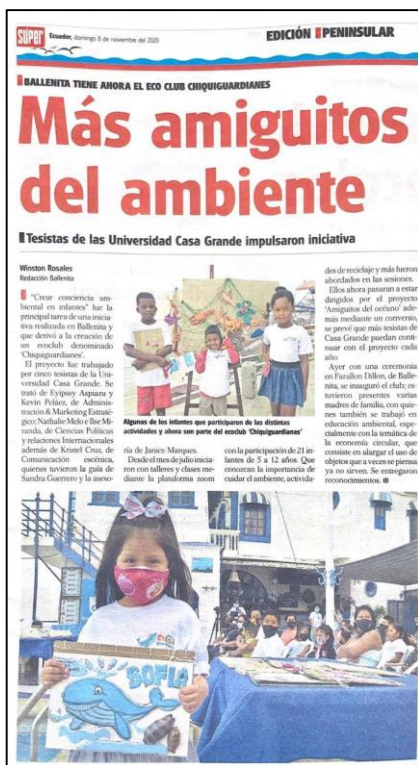 SÚPER
Ecuador, domingo 8 de noviembre del 2020
EDICIÓN PENINSULAR
BALLENITA TIENE AHORA EL ECO CLUB CHIQUIGUARDIANES
Más amiguitos
del ambiente
Tesistas de las Universidad Casa Grande impulsaron iniciativa
Winston Rosales
Redacción Ballenita
"Crear conciencia am-
biental en infantes" fue la
principal tarea de una inicia-
tiva realizada en Ballenita y
que derivó a la creación de
un ecoclub denominado
'Chiquiguardianes'.
El proyecto fue trabajado
por cinco tesistas de la Uni-
versidad Casa Grande. Se
trató de Eyipsy Aspiazu y
Kevin Peláez, de Adminis-
tración & Marketing Estraté-
gico; Nathalie Melo e Ilse Mi-
randa, de Ciencias Políticas
y relaciones Internacionales
además de Kristel Cruz, de
Comunicación escénica,
quienes tuvieron la guía de
Sandra Guerrero y la aseso-
Algunos de los infantes que participaron de las distintas
actividades y ahora son parte del ecoclub 'Chiquiguardianes'
ría de Janice Marques.
Desde el mes de julio inicia-
ron con talleres y clases me-
diante la plataforma zoom
con la participación de 21 in-
fantes de 5 a 12 años. Que
conozcan la importancia de
cuidar el ambiente, activida-
des de reciclaje y más fueron
abordados en las sesiones.
Ellos ahora pasaran a estar
dirigidos por el proyecto
'Amiguitos del océano' ade-
más mediante un convenio,
se prevé que más tesistas de
Casa Grande puedan conti-
nuar con el proyecto cada
año.
Ayer con una ceremonia
en Farallon Dillon, de Balle-
nita, se inauguró el club; es-
tuvieron presentes varias
madres de familia, con quie-
nes también se trabajó en
educación ambiental, espe-
cialmente con la temática de
la economía circular, que
consiste en alargar el uso de
objetos que a veces se piensa
ya no sirven. Se entregaron
reconocimientos.
SOFIA